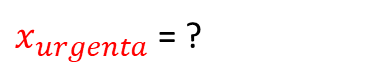 x_urgenta = ?